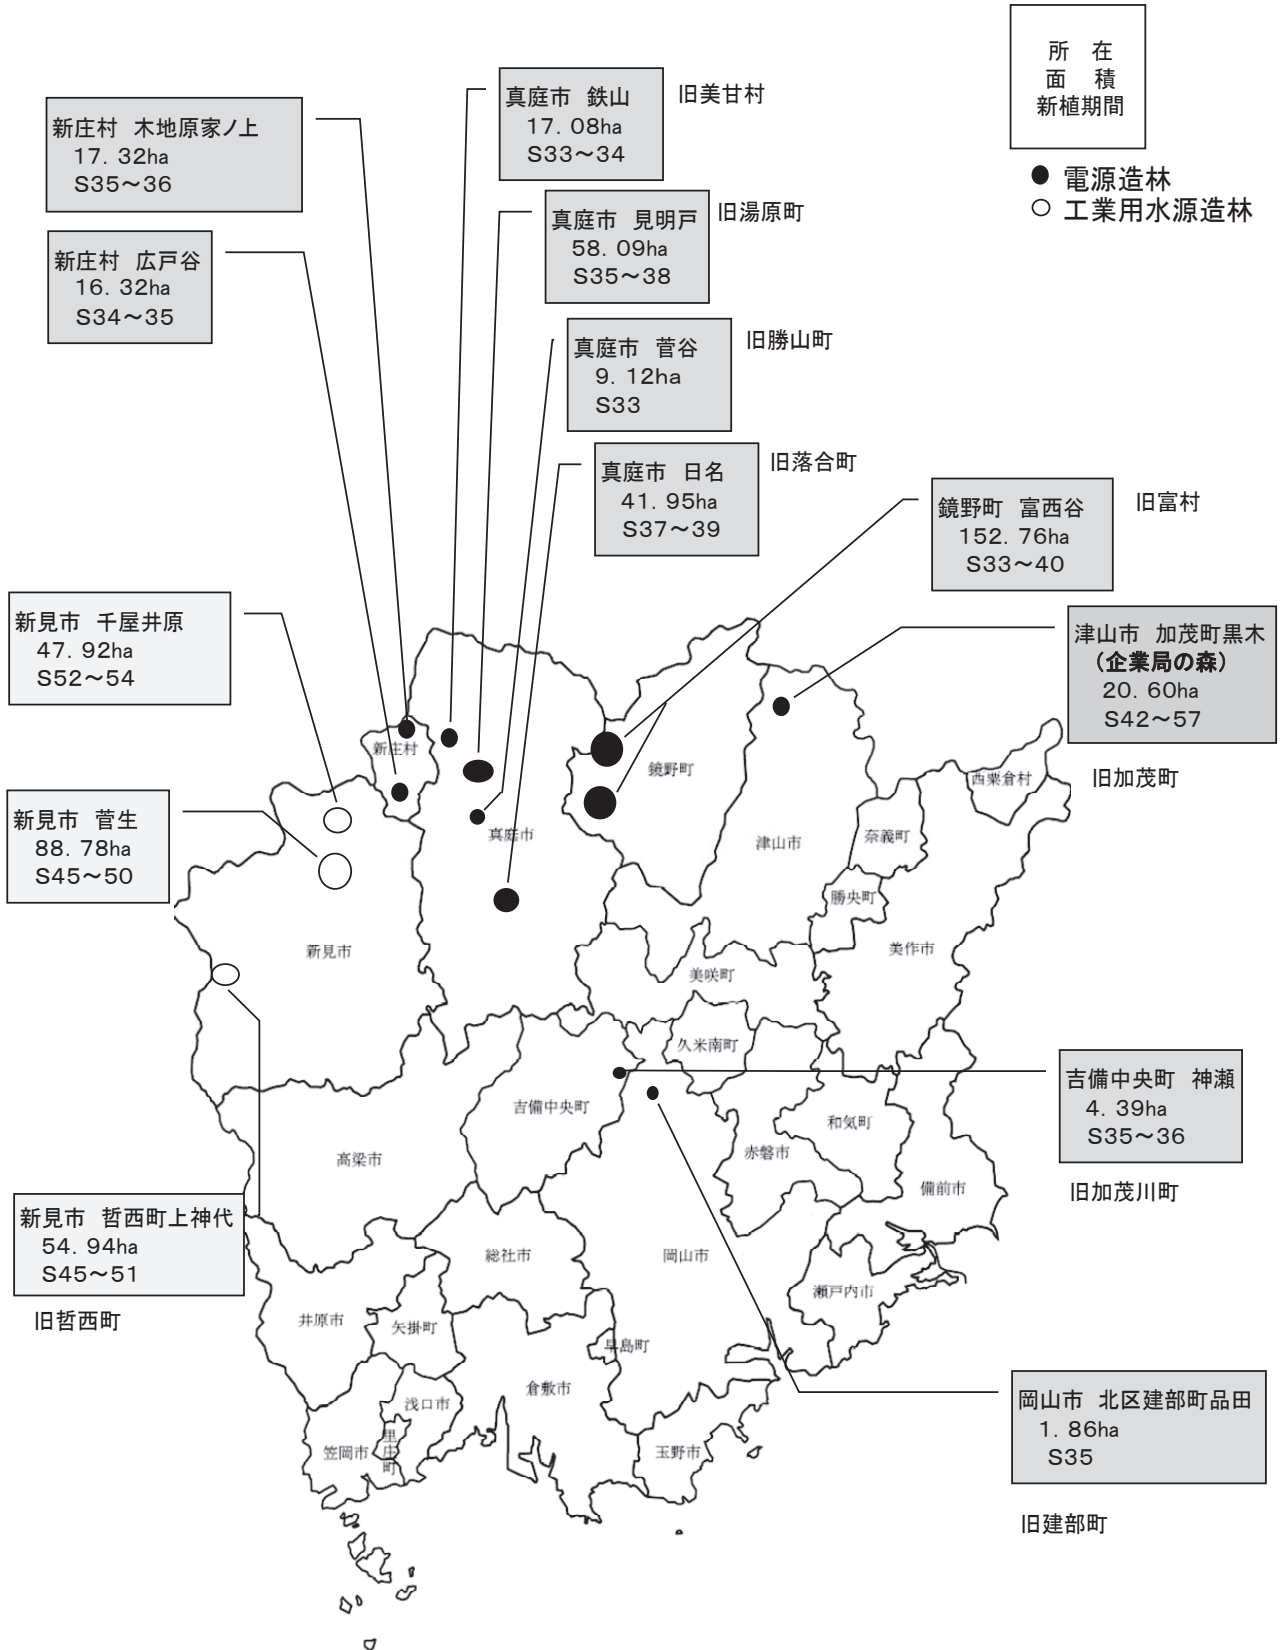 所　在
面　積
新植期間
● 電源造林
○ 工業用水源造林
真庭市　鉄山
17．08ha
S33～34
旧美甘村
新庄村　木地原家ノ上
17．32ha
S35～36
真庭市　見明戸
58．09ha
S35～38
旧湯原町
新庄村　広戸谷
16．32ha
S34～35
真庭市　菅谷
9．12ha
S33
旧勝山町
真庭市　日名
41．95ha
S37～39
旧落合町
鏡野町　富西谷
152．76ha
S33～40
旧富村
新見市　千屋井原
47．92ha
S52～54
津山市　加茂町黒木
（企業局の森）
20．60ha
S42～57
旧加茂町
新見市　菅生
88．78ha
S45～50
新庄村
鏡野町
西粟倉村
真庭市
津山市
奈義町
勝央町
新見市
美作市
美咲町
久米南町
吉備中央町　神瀬
4．39ha
S35～36
旧加茂川町
吉備中央町
和気町
高梁市
赤磐市
備前市
新見市　哲西町上神代
54．94ha
S45～51
旧哲西町
総社市
岡山市
瀬戸内市
井原市
矢掛町
早島町
倉敷市
浅口市
岡山市　北区建部町品田
1．86ha
S35
旧建部町
笠岡市
里庄町
玉野市